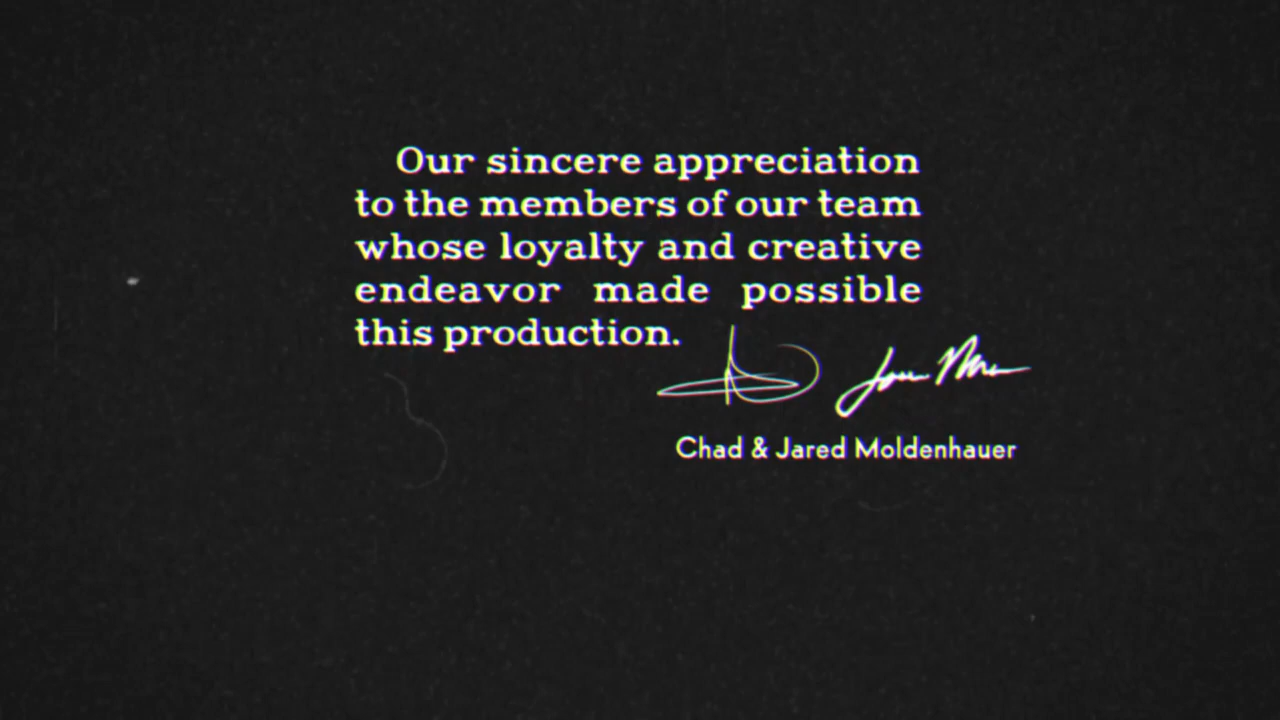 Our sincere appreciation
to the members of our team
whose loyalty and creative
endeavor made possible
this production.
Chad & Jared Moldenhauer